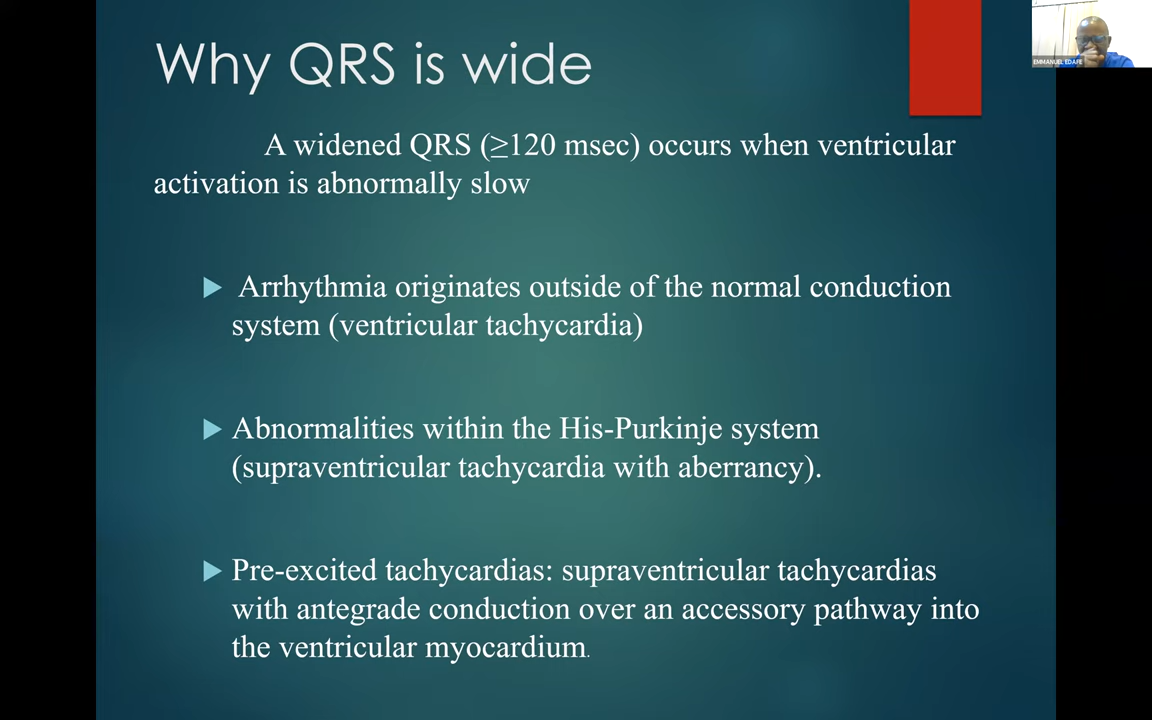 Why QRS is wide
EMMANUEL EDAFE
A widened QRS (≥120 msec) occurs when ventricular
activation is abnormally slow
Arrhythmia originates outside of the normal conduction
system (ventricular tachycardia)
Abnormalities within the His-Purkinje system
(supraventricular tachycardia with aberrancy).
Pre-excited tachycardias: supraventricular tachycardias
with antegrade conduction over an accessory pathway into
the ventricular myocardium.